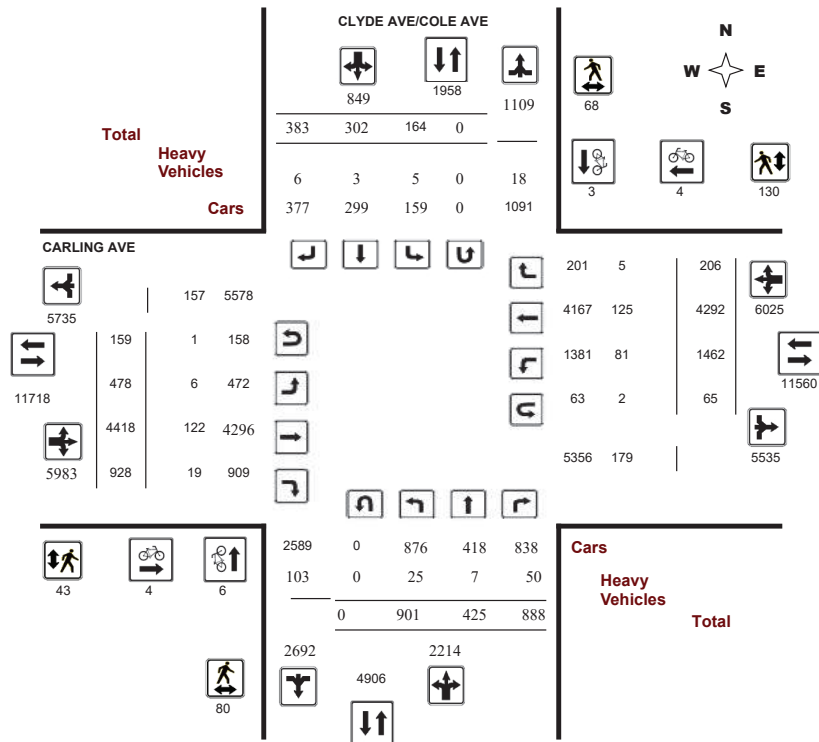 CLYDE AVE/COLE AVE
N
W E
S
849
1958
1109
68
383 302 164 0
Total
Heavy
Vehicles
6 3 5 0 18
Cars
377 299 159 0 1091
3
4
130
CARLING AVE
5735
157 5578
201 5 206
6025
11718
159 1 158
4167 125 4292
11560
478 6 472
1381 81 1462
4418 122 4296
63 2 65
5983
928 19 909
5356 179
5535
43
4
6
2589 0 876 418 838
Cars
103 0 25 7 50
Heavy
Vehicles
0 901 425 888
Total
2692
4906
2214
80